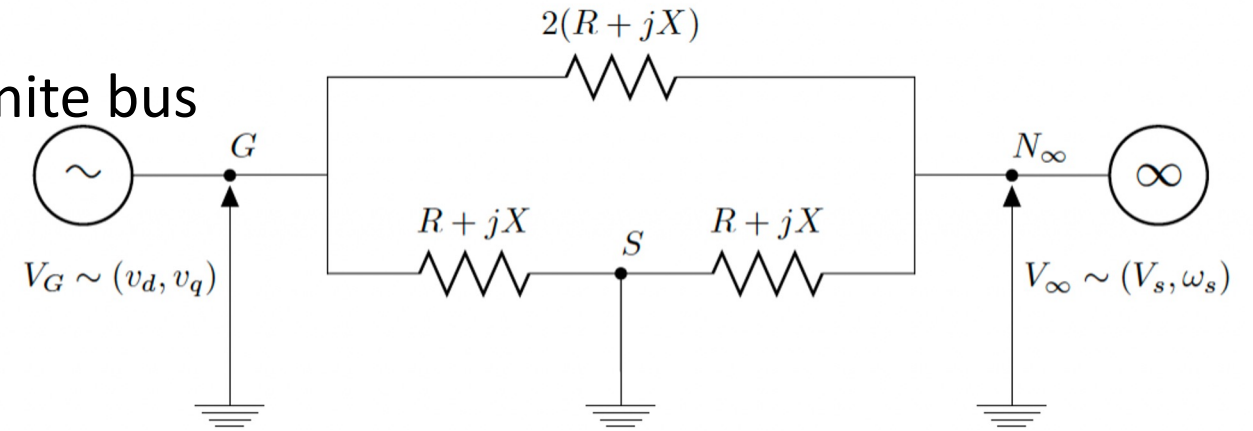 2(R + jX)
nite bus
~
G
N∞
∞
R + jX
S
R + jX
V_G ∼ (v_d, v_q)
V_∞ ∼ (V_s, ω_s)